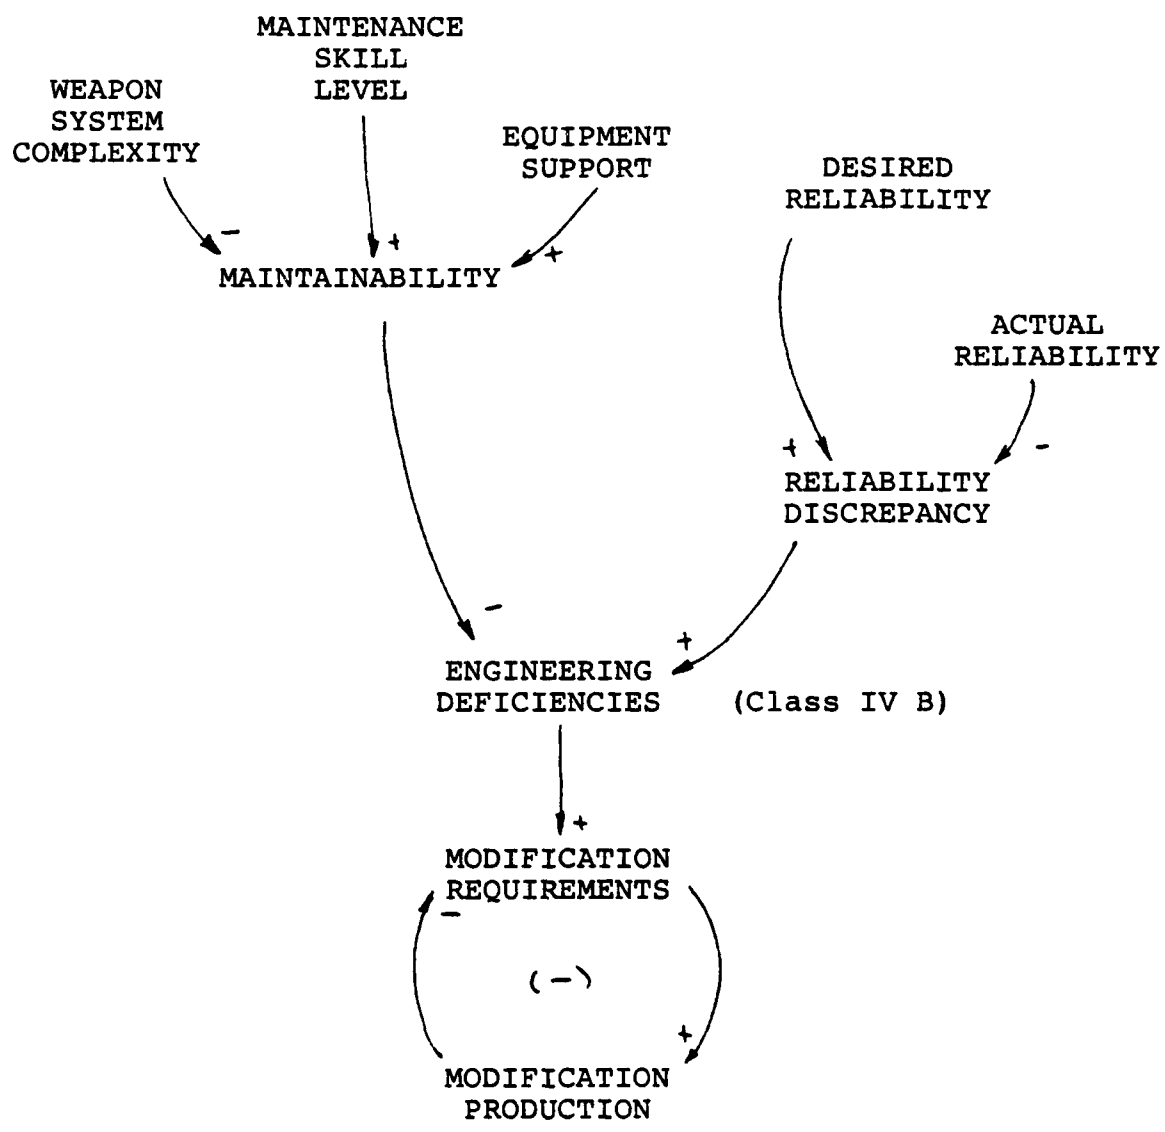 MAINTENANCE
SKILL
LEVEL
WEAPON
SYSTEM
COMPLEXITY
EQUIPMENT
SUPPORT
DESIRED
RELIABILITY
-
+
+
MAINTAINABILITY
ACTUAL
RELIABILITY
+
-
RELIABILITY
DISCREPANCY
-
+
ENGINEERING
DEFICIENCIES (Class IV B)
+
MODIFICATION
REQUIREMENTS
-
(-)
+
MODIFICATION
PRODUCTION